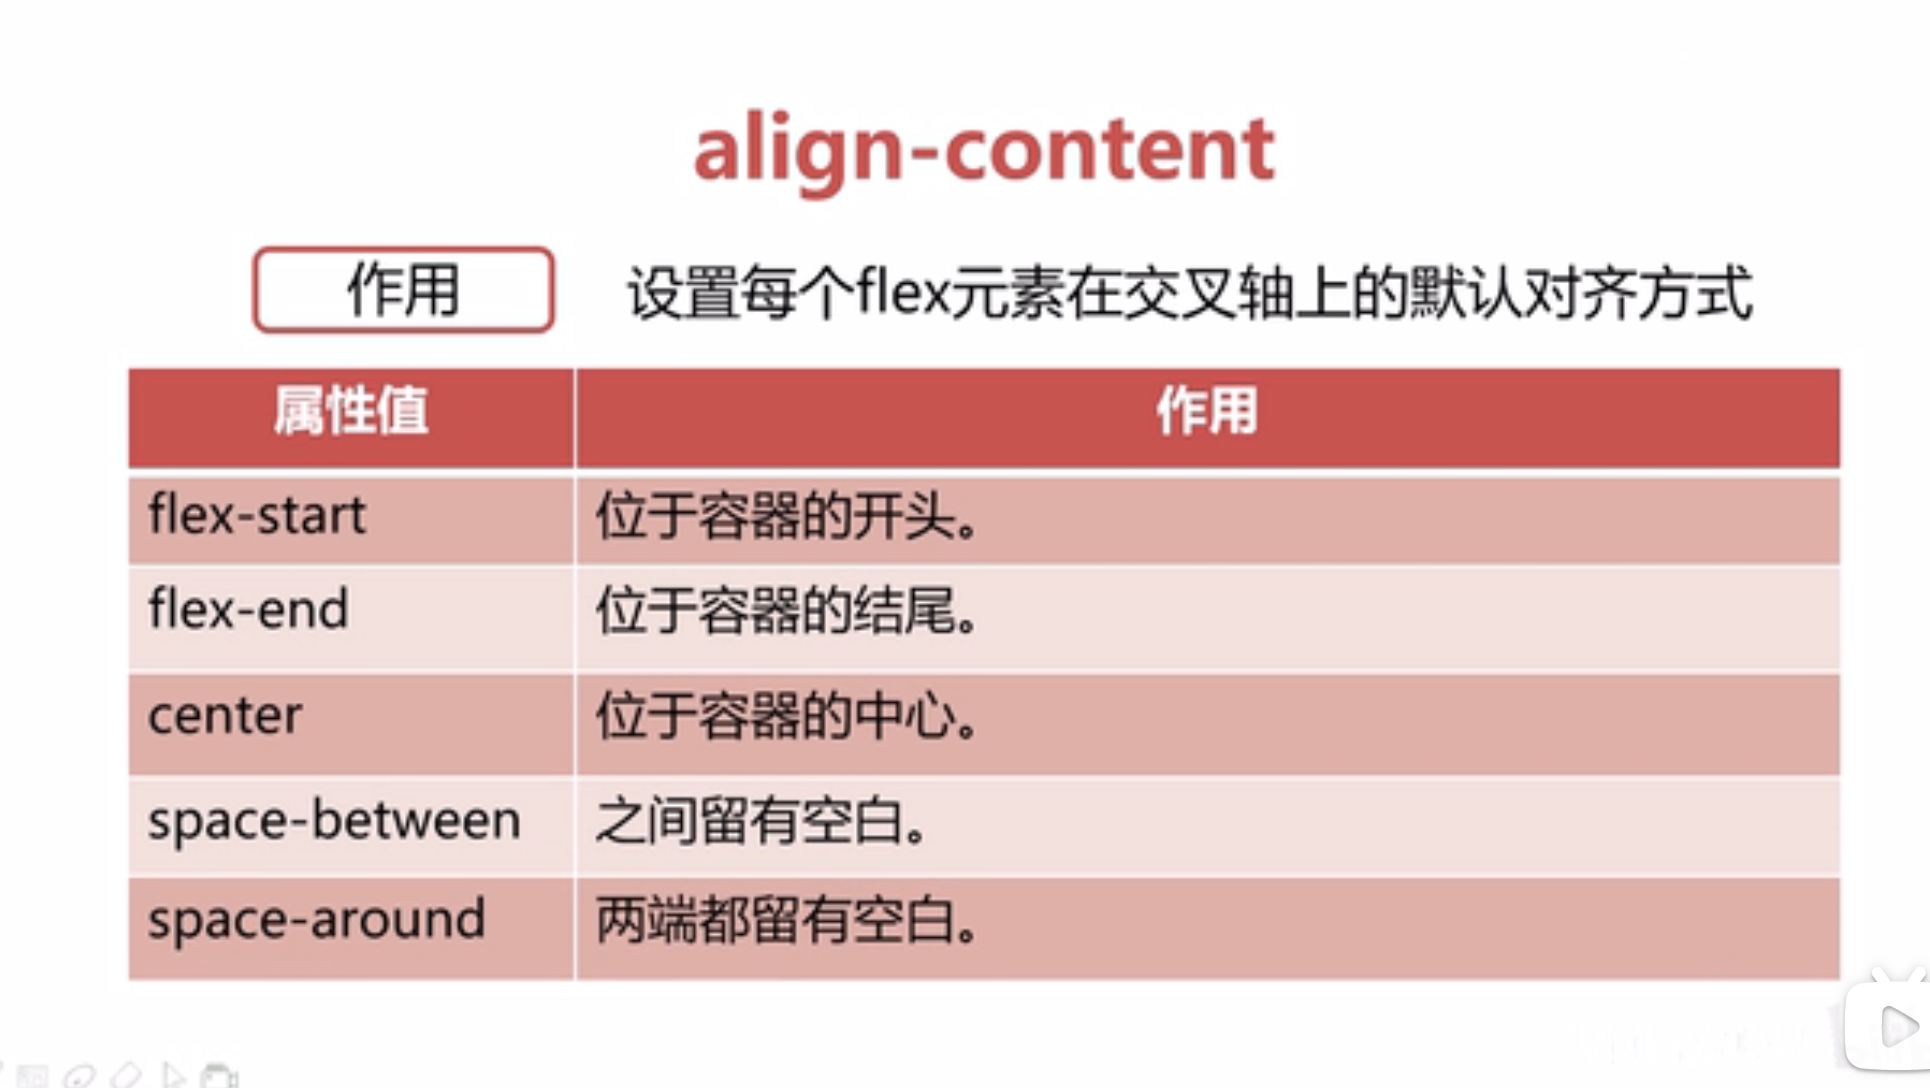 align-content
作用
设置每个flex元素在交叉轴上的默认对齐方式
属性值 作用
flex-start 位于容器的开头。
flex-end 位于容器的结尾。
center 位于容器的中心。
space-between 之间留有空白。
space-around 两端都留有空白。